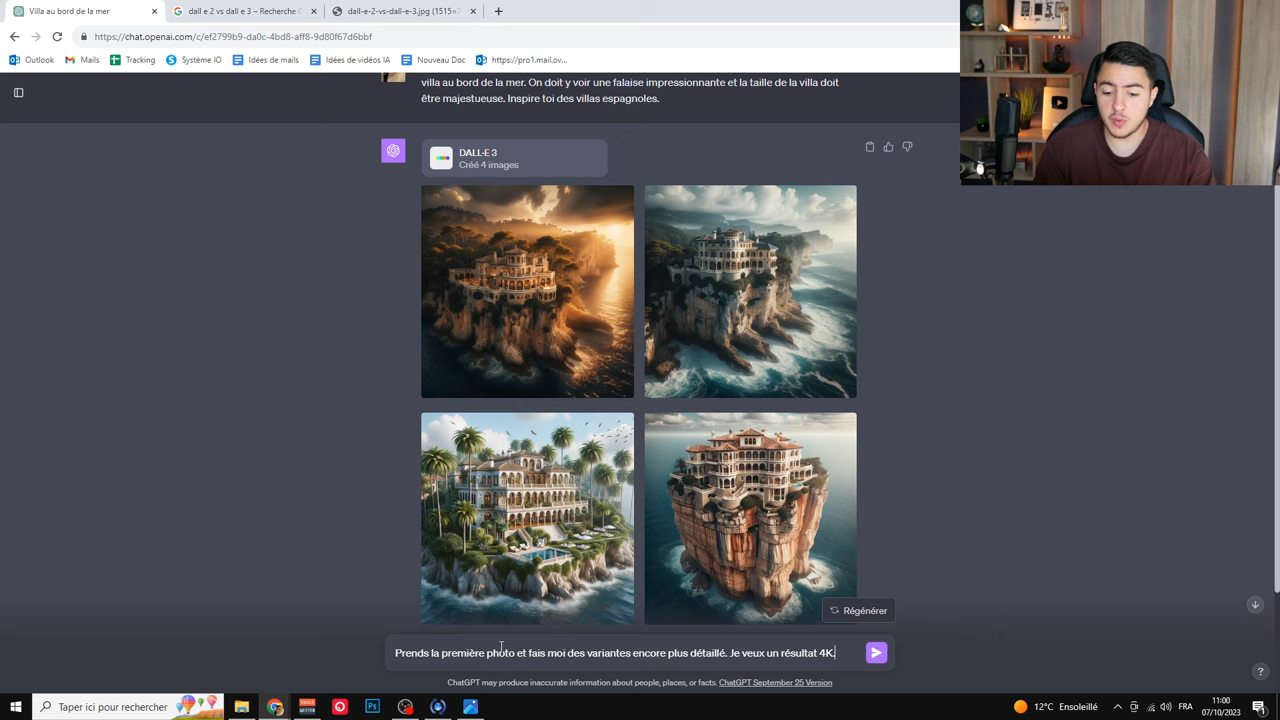 Villa au bord de la mer
dall e 2 vs dall e 3 – Recherche G
dall-e-2-vs-dall-e-3.jpg (1515×7
https://chat.openai.com/c/ef2799b9-da0c-4bd8-aff8-9d80f67d6bbf
Outlook
Mails
Tracking
Système IO
Idées de mails
Idées de vidéos IA
Nouveau Doc
https://pro1.mail.ov...
villa au bord de la mer. On doit y voir une falaise impressionnante et la taille de la villa doit
être majestueuse. Inspire toi des villas espagnoles.
DALL·E 3
Créé 4 images
Régénérer
Prends la première photo et fais moi des variantes encore plus détaillé. Je veux un résultat 4K.
ChatGPT may produce inaccurate information about people, places, or facts. ChatGPT September 25 Version
?
Taper ici pour rechercher
Ps
12°C Ensoleillé
FRA
11:00
07/10/2023
1